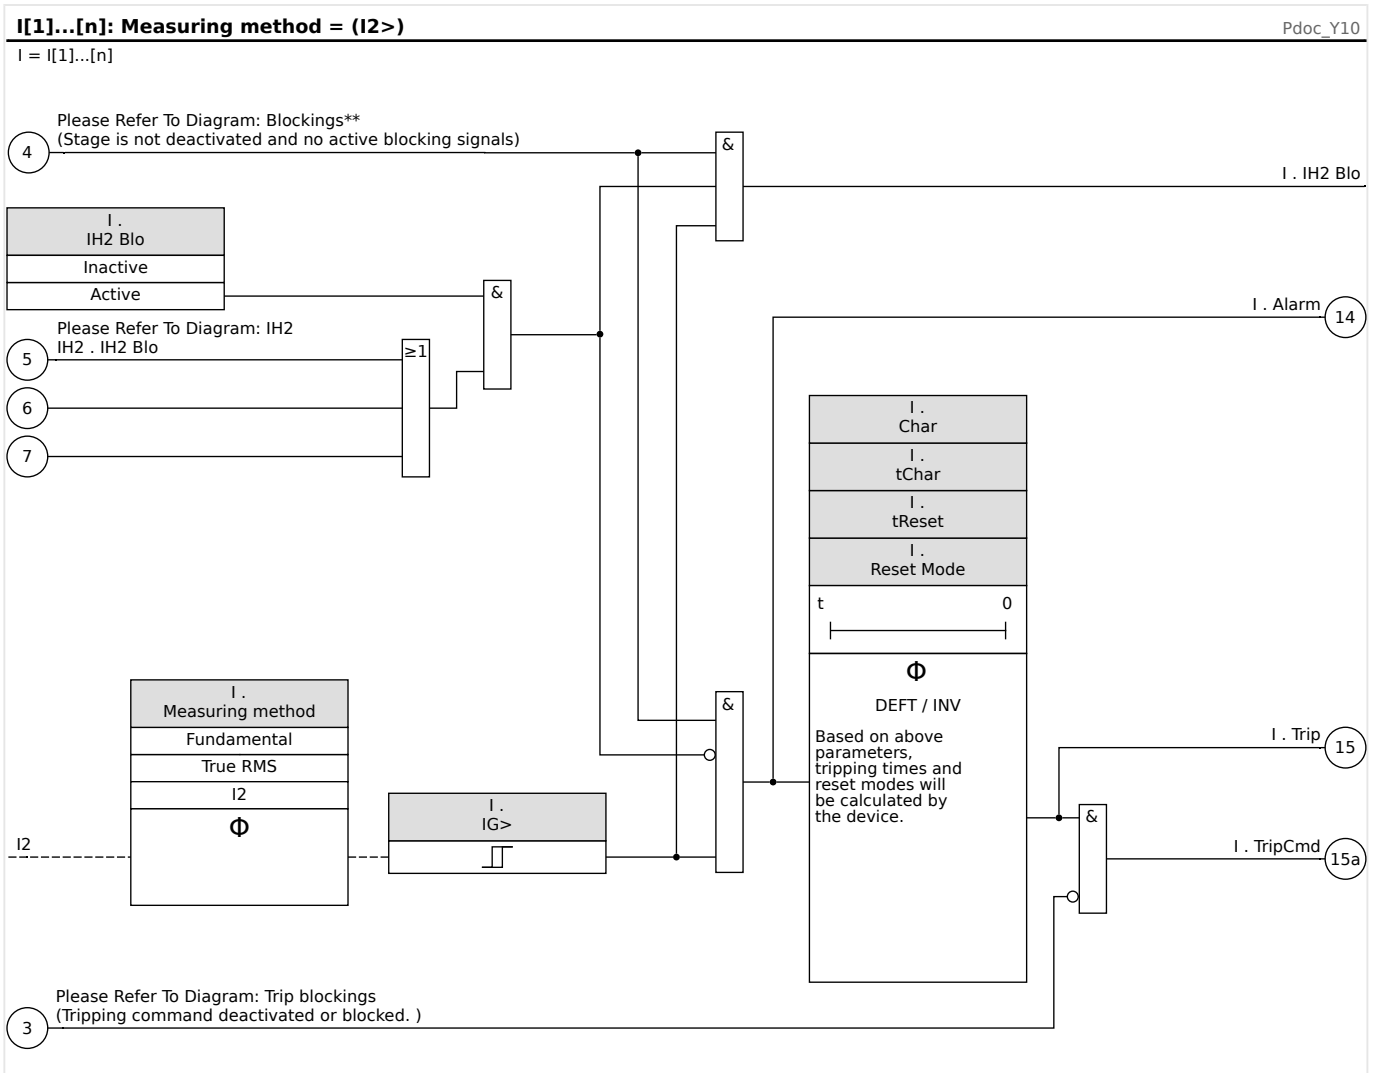 I[1]...[n]: Measuring method = (I2>)
Pdoc_Y10
I = I[1]...[n]
Please Refer To Diagram: Blockings**
(Stage is not deactivated and no active blocking signals)
4
&
I . IH2 Blo
I .
IH2 Blo
Inactive
Active
&
I . Alarm
14
Please Refer To Diagram: IH2
IH2 . IH2 Blo
5
≥1
6
7
I .
Char
I .
tChar
I .
tReset
I .
Reset Mode
t 0
Φ
DEFT / INV
Based on above
parameters,
tripping times and
reset modes will
be calculated by
the device.
I .
Measuring method
Fundamental
True RMS
I2
Φ
I2
I .
IG>
&
I . Trip
15
&
I . TripCmd
15a
Please Refer To Diagram: Trip blockings
(Tripping command deactivated or blocked. )
3